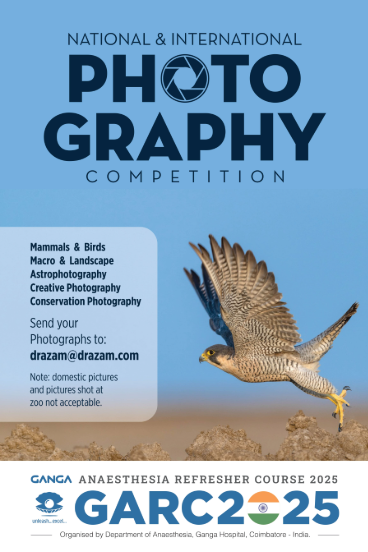 NATIONAL & INTERNATIONAL
PHOTO
GRAPHY
COMPETITION
Mammals & Birds
Macro & Landscape
Astrophotography
Creative Photography
Conservation Photography
Send your
Photographs to:
drazam@drazam.com
Note: domestic pictures
and pictures shot at
zoo not acceptable.
GANGA ANAESTHESIA REFRESHER COURSE 2025
GARC2025
Organised by Department of Anaesthesia, Ganga Hospital, Coimbatore - India.